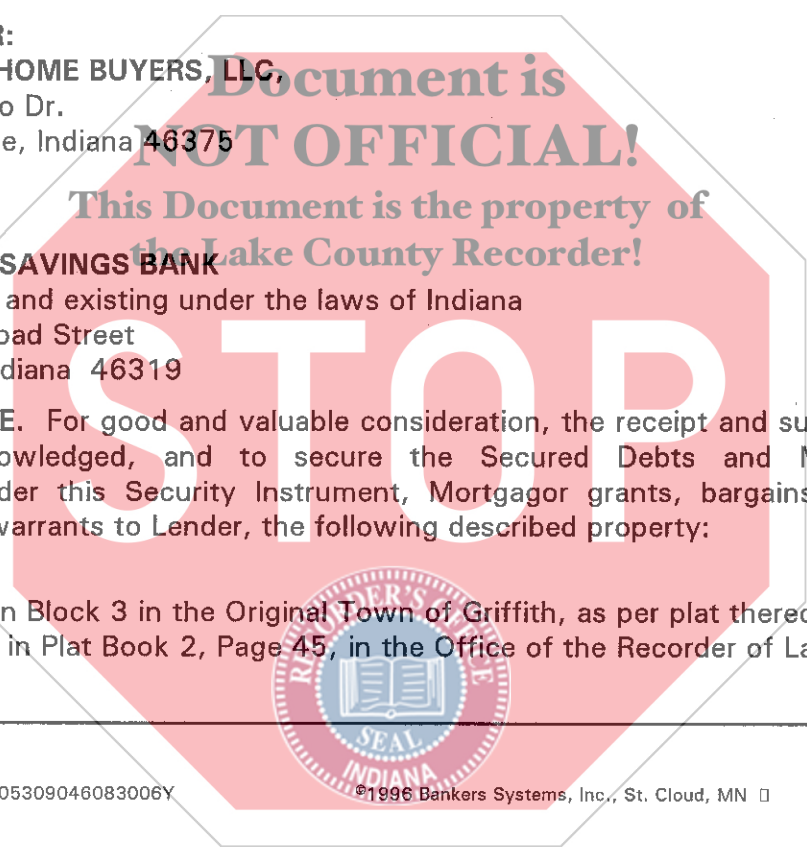 R:
HOME BUYERS, LLC,
o Dr.
e, Indiana 46375
Document is
NOT OFFICIAL!
This Document is the property of
the Lake County Recorder!
SAVINGS BANK
and existing under the laws of Indiana
oad Street
diana 46319
STOP
E. For good and valuable consideration, the receipt and su
owledged, and to secure the Secured Debts and M
der this Security Instrument, Mortgagor grants, bargains
warrants to Lender, the following described property:
n Block 3 in the Original Town of Griffith, as per plat thereo
in Plat Book 2, Page 45, in the Office of the Recorder of La
RECORDER'S OFFICE
SEAL
INDIANA
05309046083006Y
©1996 Bankers Systems, Inc., St. Cloud, MN